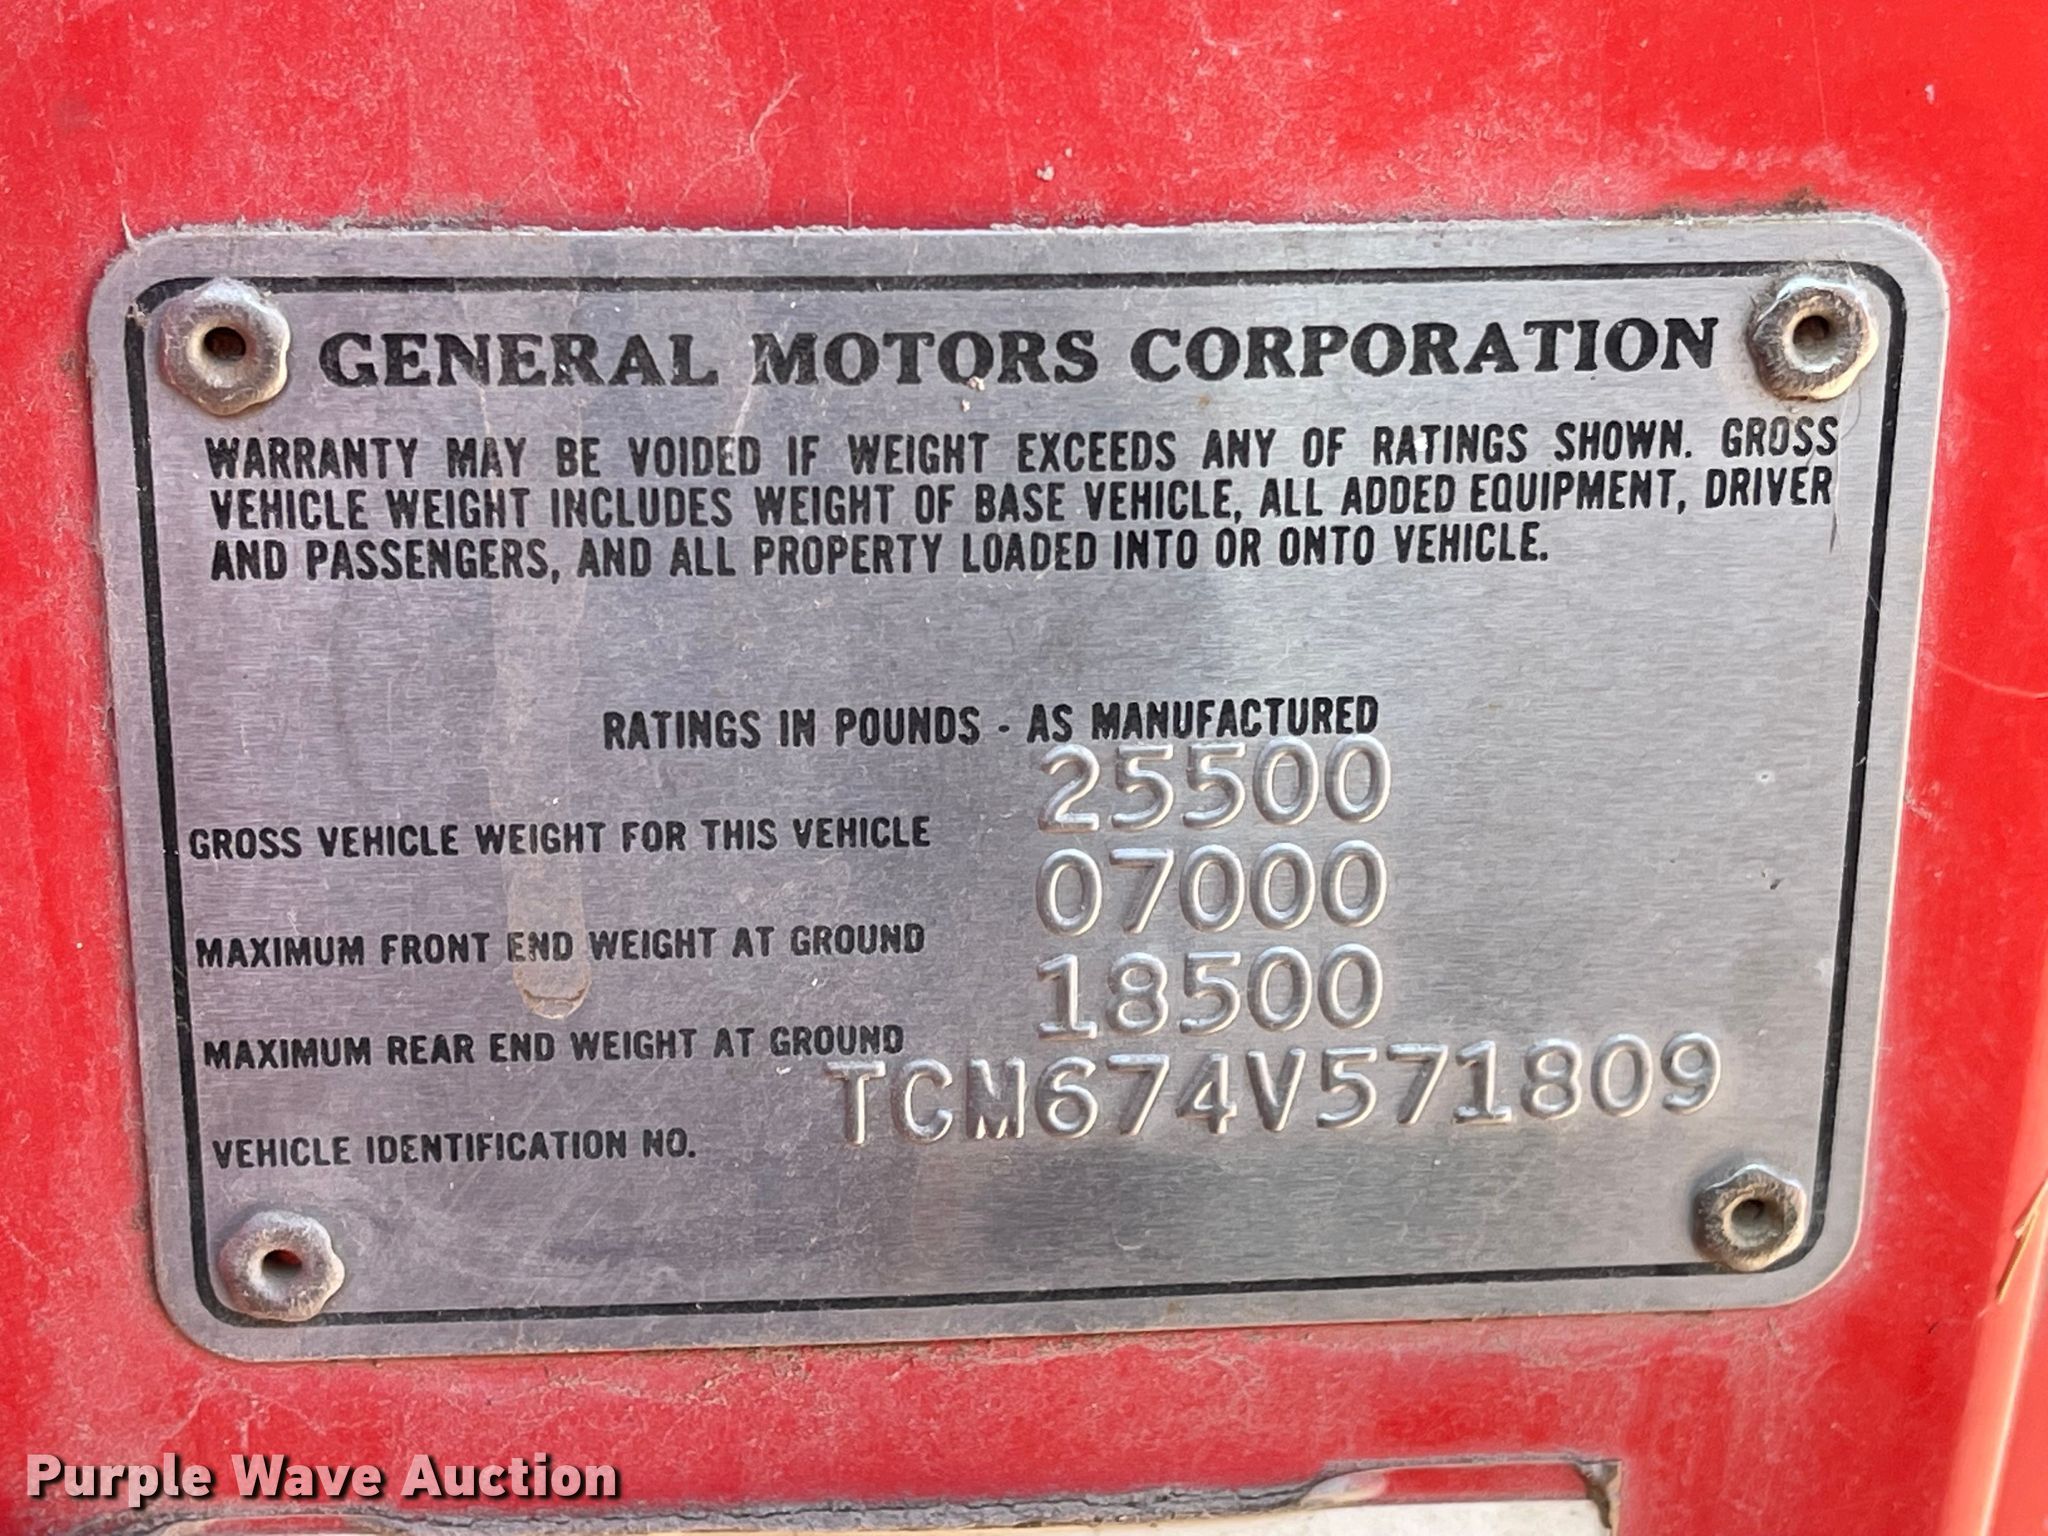 GENERAL MOTORS CORPORATION
WARRANTY MAY BE VOIDED IF WEIGHT EXCEEDS ANY OF RATINGS SHOWN. GROSS
VEHICLE WEIGHT INCLUDES WEIGHT OF BASE VEHICLE, ALL ADDED EQUIPMENT, DRIVER
AND PASSENGERS, AND ALL PROPERTY LOADED INTO OR ONTO VEHICLE.
RATINGS IN POUNDS - AS MANUFACTURED
25500
GROSS VEHICLE WEIGHT FOR THIS VEHICLE
07000
MAXIMUM FRONT END WEIGHT AT GROUND
18500
MAXIMUM REAR END WEIGHT AT GROUND
TCM674V571809
VEHICLE IDENTIFICATION NO.
Purple Wave Auction